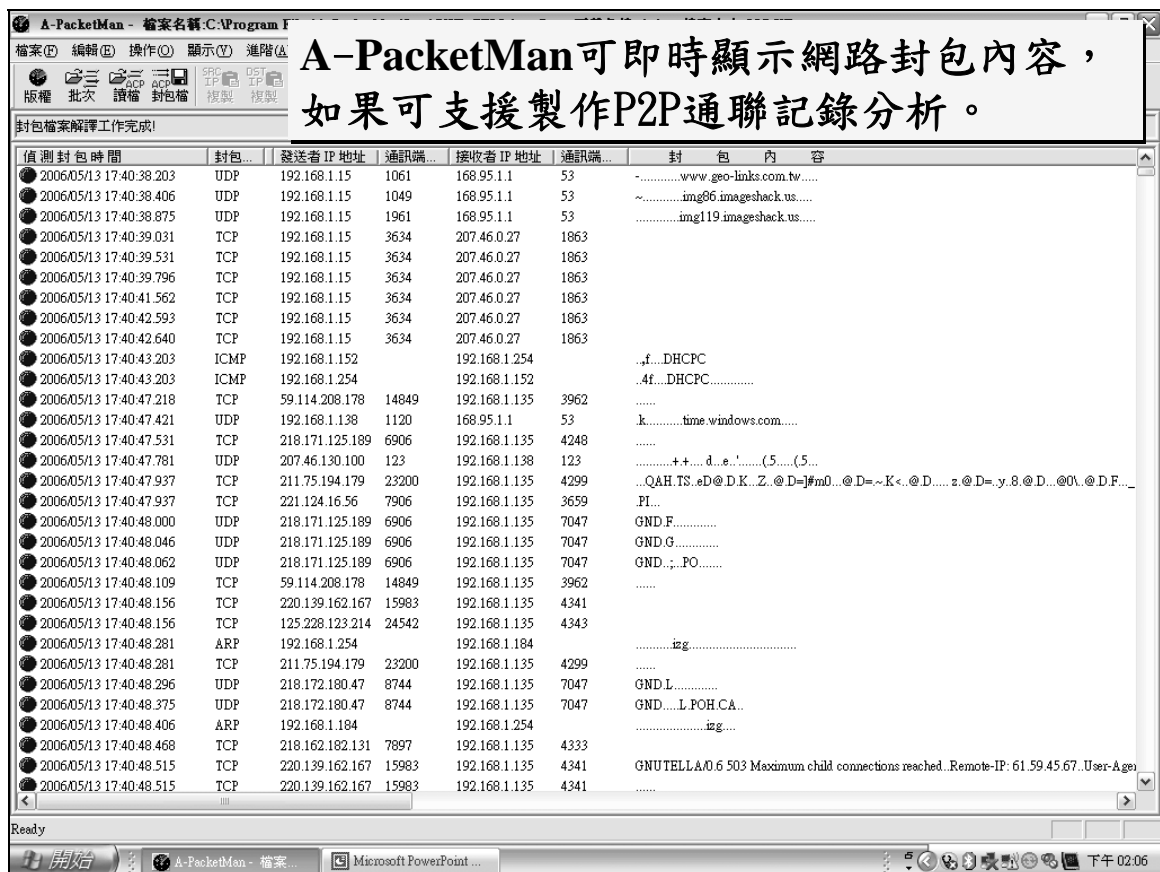 A-PacketMan - 檔案名稱:C:\Program
檔案(F) 編輯(E) 操作(O) 顯示(V) 進階(A
A-PacketMan可即時顯示網路封包內容，
如果可支援製作P2P通聯記錄分析。
版權 批次 讀檔 封包檔 複製 複製
ACP ACP SRC IP DST IP
封包檔案解譯工作完成!
偵測封包時間 封包... 發送者 IP 地址 通訊端... 接收者 IP 地址 通訊端... 封 包 內 容
2006/05/13 17:40:38.203 UDP 192.168.1.15 1061 168.95.1.1 53 -............www.geo-links.com.tw.....
2006/05/13 17:40:38.406 UDP 192.168.1.15 1049 168.95.1.1 53 ~............img86.imageshack.us.....
2006/05/13 17:40:38.875 UDP 192.168.1.15 1961 168.95.1.1 53 .............img119.imageshack.us.....
2006/05/13 17:40:39.031 TCP 192.168.1.15 3634 207.46.0.27 1863
2006/05/13 17:40:39.531 TCP 192.168.1.15 3634 207.46.0.27 1863
2006/05/13 17:40:39.796 TCP 192.168.1.15 3634 207.46.0.27 1863
2006/05/13 17:40:41.562 TCP 192.168.1.15 3634 207.46.0.27 1863
2006/05/13 17:40:42.593 TCP 192.168.1.15 3634 207.46.0.27 1863
2006/05/13 17:40:42.640 TCP 192.168.1.15 3634 207.46.0.27 1863
2006/05/13 17:40:43.203 ICMP 192.168.1.152 192.168.1.254 ..,f....DHCPC
2006/05/13 17:40:43.203 ICMP 192.168.1.254 192.168.1.152 ..4f....DHCPC.............
2006/05/13 17:40:47.218 TCP 59.114.208.178 14849 192.168.1.135 3962 ......
2006/05/13 17:40:47.421 UDP 192.168.1.138 1120 168.95.1.1 53 .k...........time.windows.com.....
2006/05/13 17:40:47.531 TCP 218.171.125.189 6906 192.168.1.135 4248 ......
2006/05/13 17:40:47.781 UDP 207.46.130.100 123 192.168.1.138 123 ...........+.+.... d...e..'.......(.5.....(.5...
2006/05/13 17:40:47.937 TCP 211.75.194.179 23200 192.168.1.135 4299 ...QAH.TS..eD@.D.K...Z..@.D=]#m0...@.D=.~.K<..@.D..... z.@.D=..y..8.@.D...@0\..@.D.F..._
2006/05/13 17:40:47.937 TCP 221.124.16.56 7906 192.168.1.135 3659 .PI...
2006/05/13 17:40:48.000 UDP 218.171.125.189 6906 192.168.1.135 7047 GND.F.............
2006/05/13 17:40:48.046 UDP 218.171.125.189 6906 192.168.1.135 7047 GND.G.............
2006/05/13 17:40:48.062 UDP 218.171.125.189 6906 192.168.1.135 7047 GND..;..PO.......
2006/05/13 17:40:48.109 TCP 59.114.208.178 14849 192.168.1.135 3962 ......
2006/05/13 17:40:48.156 TCP 220.139.162.167 15983 192.168.1.135 4341
2006/05/13 17:40:48.156 TCP 125.228.123.214 24542 192.168.1.135 4343
2006/05/13 17:40:48.281 ARP 192.168.1.254 192.168.1.184 ...........izg................................
2006/05/13 17:40:48.281 TCP 211.75.194.179 23200 192.168.1.135 4299 ......
2006/05/13 17:40:48.296 UDP 218.172.180.47 8744 192.168.1.135 7047 GND.L.............
2006/05/13 17:40:48.375 UDP 218.172.180.47 8744 192.168.1.135 7047 GND.....L.POH.CA..
2006/05/13 17:40:48.406 ARP 192.168.1.184 192.168.1.254 .....................izg....
2006/05/13 17:40:48.468 TCP 218.162.182.131 7897 192.168.1.135 4333
2006/05/13 17:40:48.515 TCP 220.139.162.167 15983 192.168.1.135 4341 GNUTELLA/0.6 503 Maximum child connections reached..Remote-IP: 61.59.45.67..User-Agen
2006/05/13 17:40:48.515 TCP 220.139.162.167 15983 192.168.1.135 4341 ......
Ready
開始 A-PacketMan - 檔案... Microsoft PowerPoint ... 下午 02:06